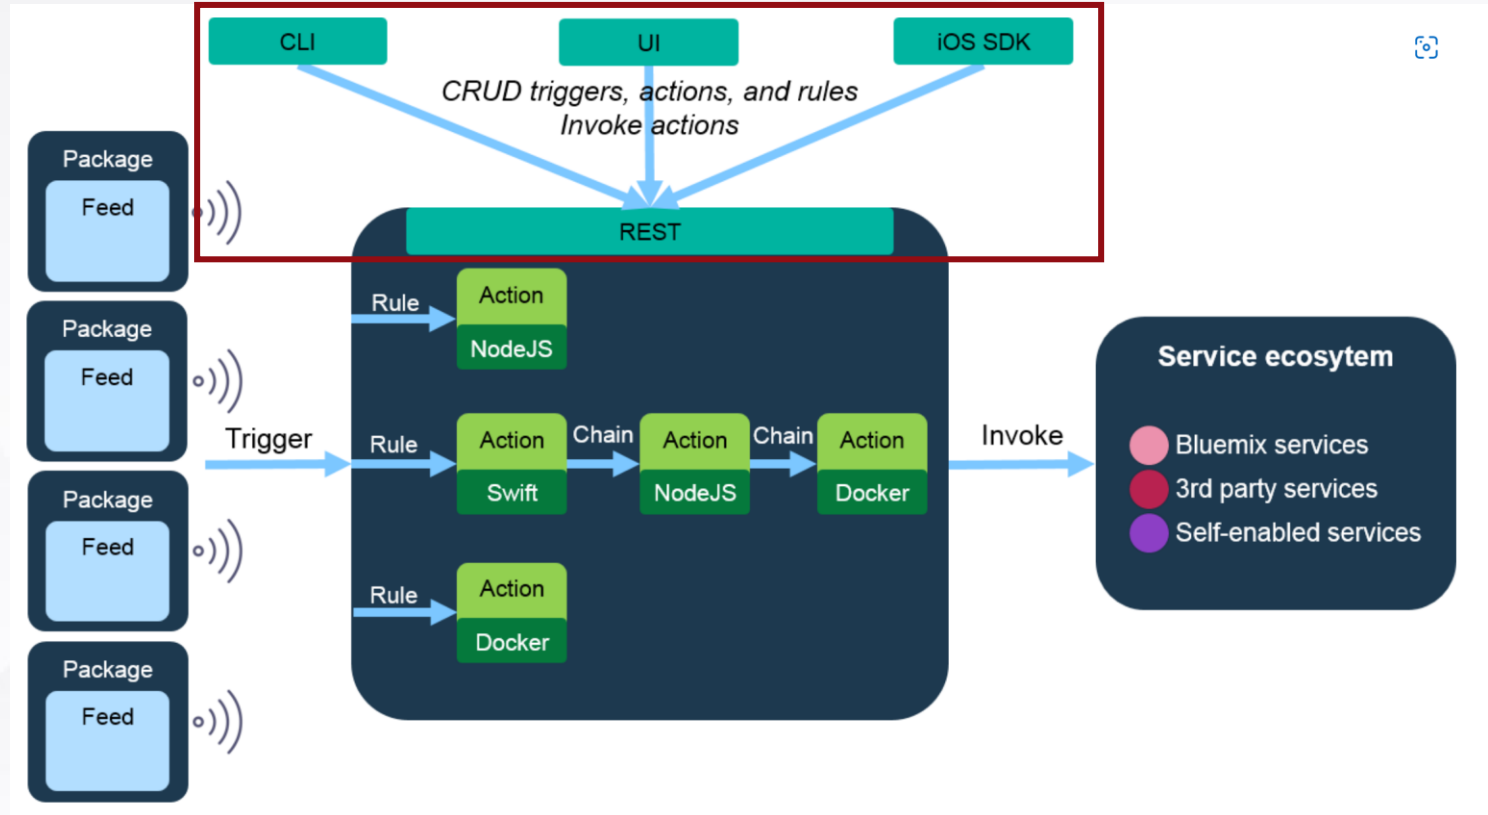 CLI
UI
iOS SDK
CRUD triggers, actions, and rules
Invoke actions
REST
Package
Feed
Package
Feed
Package
Feed
Package
Feed
Trigger
Rule
Action
NodeJS
Rule
Action
Swift
Chain
Action
NodeJS
Chain
Action
Docker
Rule
Action
Docker
Invoke
Service ecosytem
Bluemix services
3rd party services
Self-enabled services